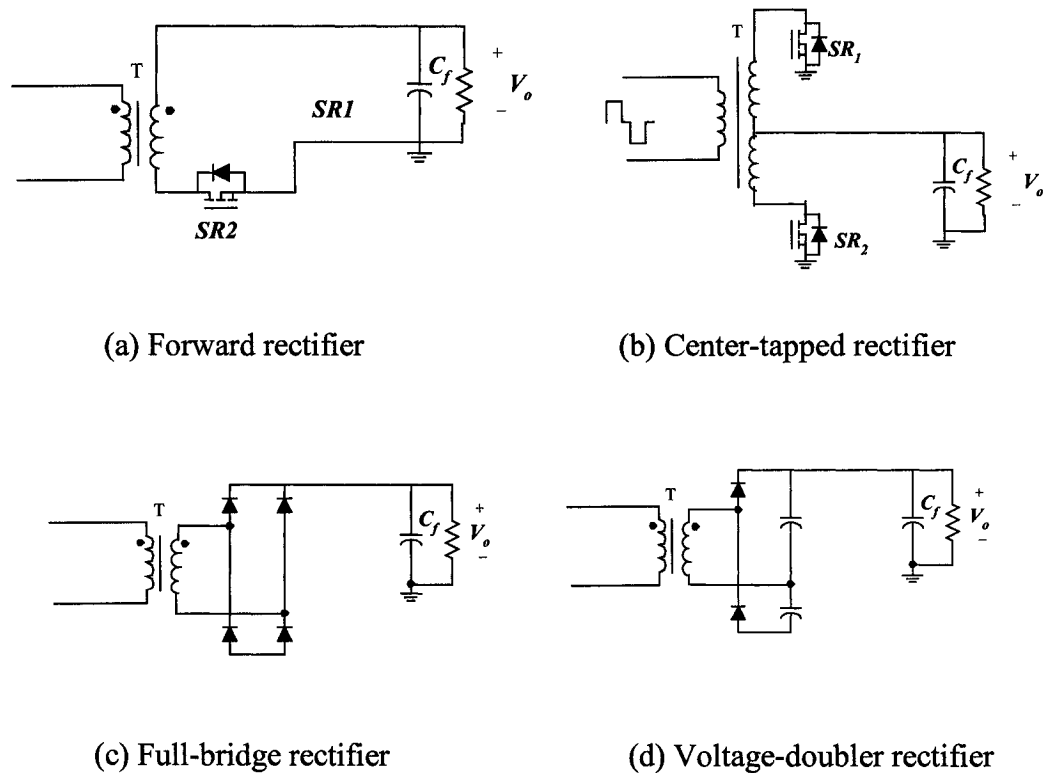 T
SR1
SR2
C_f
+
V_o
−
(a) Forward rectifier
T
SR_1
SR_2
C_f
+
V_o
−
(b) Center-tapped rectifier
T
C_f
+
V_o
−
(c) Full-bridge rectifier
T
C_f
+
V_o
−
(d) Voltage-doubler rectifier